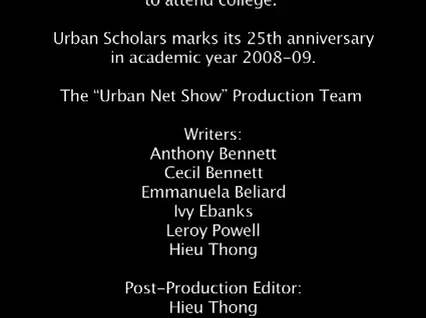 to attend college.
Urban Scholars marks its 25th anniversary
in academic year 2008-09.
The “Urban Net Show” Production Team
Writers:
Anthony Bennett
Cecil Bennett
Emmanuela Beliard
Ivy Ebanks
Leroy Powell
Hieu Thong
Post-Production Editor:
Hieu Thong